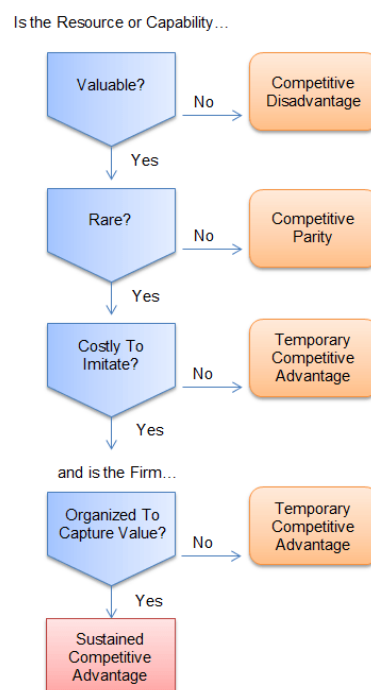 Is the Resource or Capability...
Valuable?
No
Competitive
Disadvantage
Yes
Rare?
No
Competitive
Parity
Yes
Costly To
Imitate?
No
Temporary
Competitive
Advantage
Yes
and is the Firm...
Organized To
Capture Value?
No
Temporary
Competitive
Advantage
Yes
Sustained
Competitive
Advantage